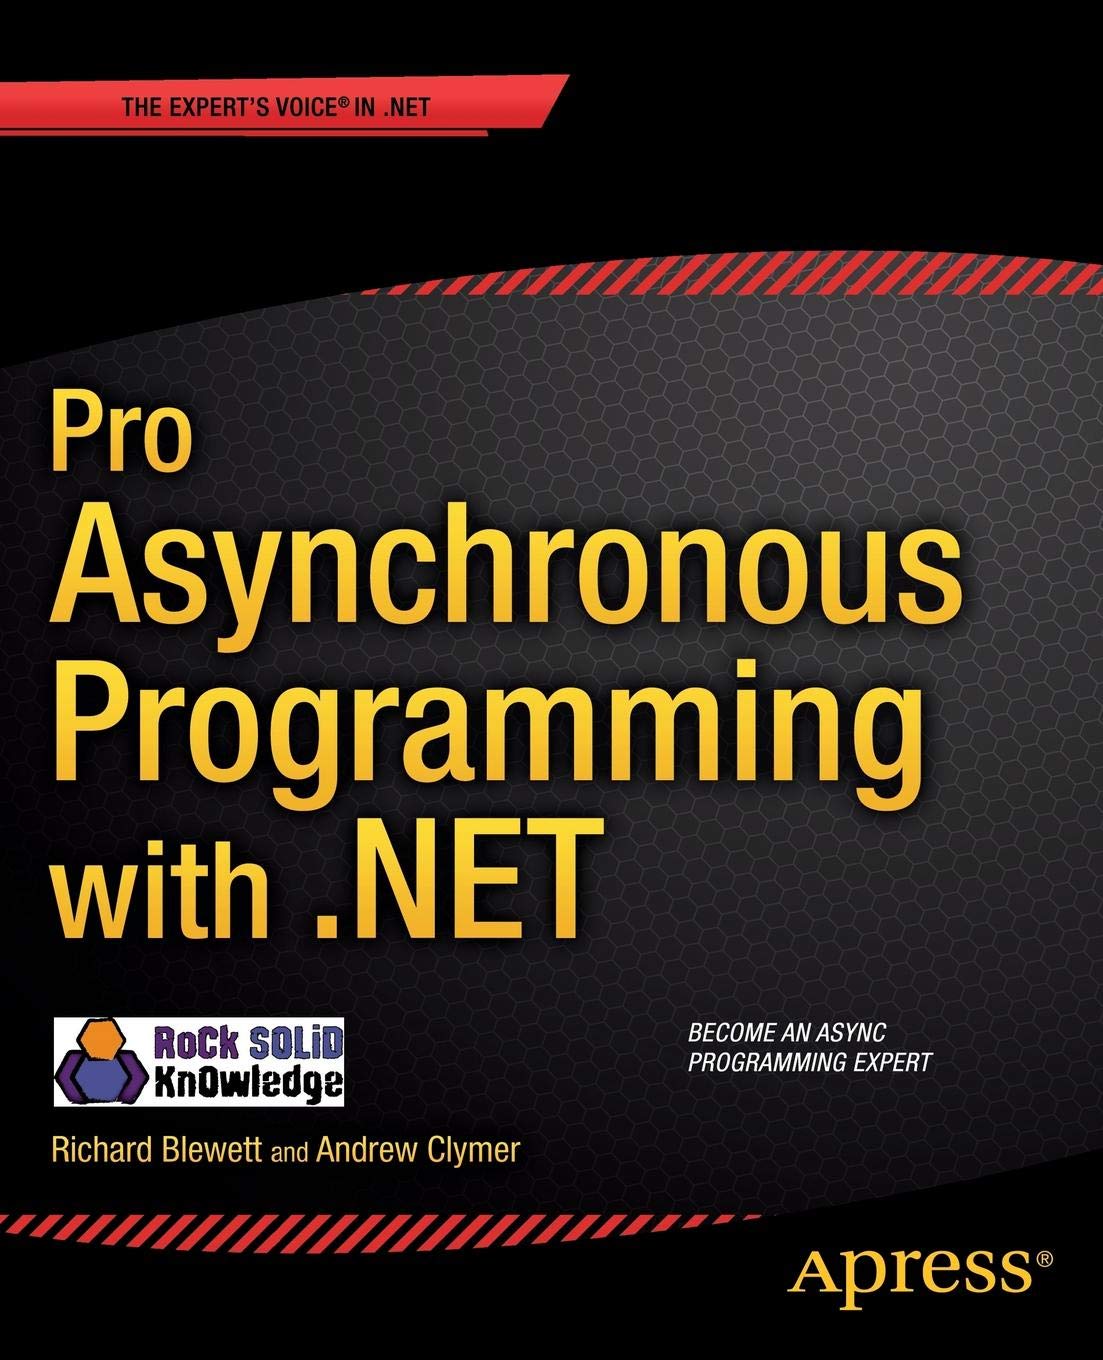 THE EXPERT'S VOICE® IN .NET
Pro
Asynchronous
Programming
with .NET
RoCk SOLiD
KnOwledge
BECOME AN ASYNC
PROGRAMMING EXPERT
Richard Blewett and Andrew Clymer
Apress®